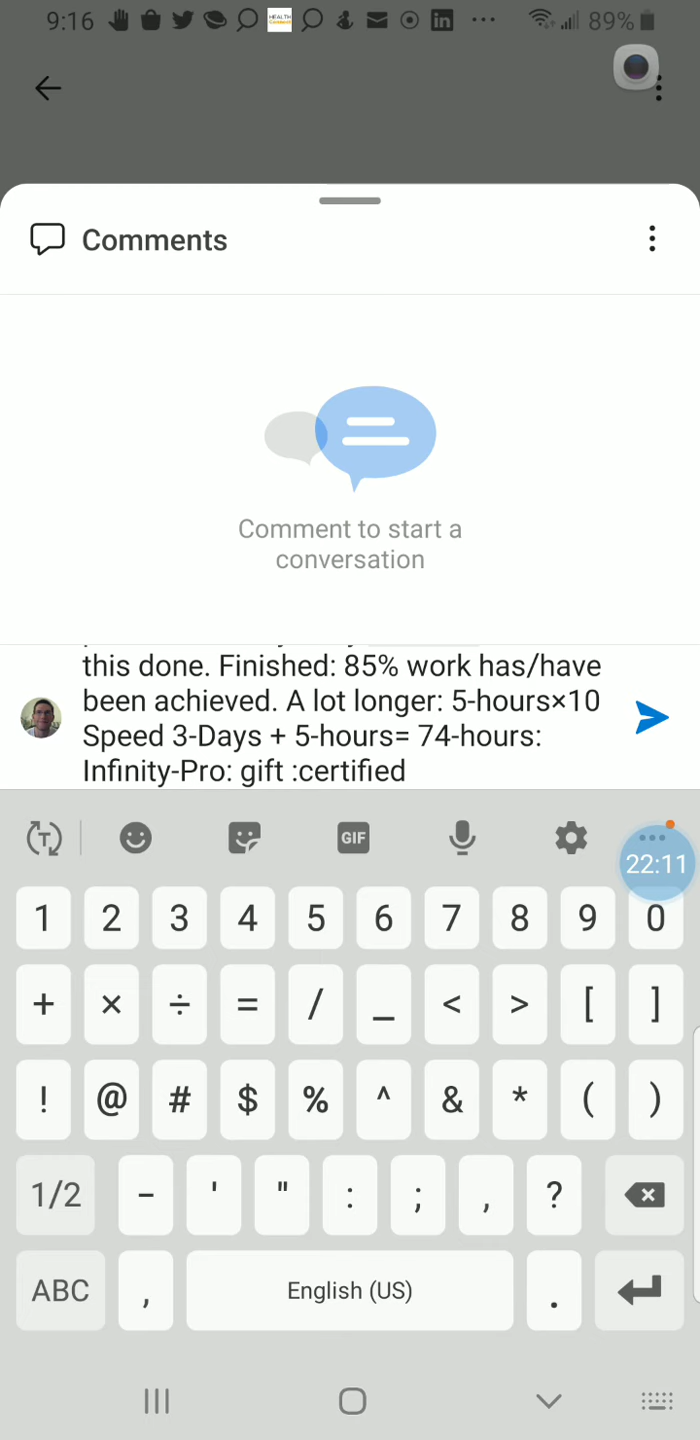 9:16 89%
Comments
Comment to start a
conversation
this done. Finished: 85% work has/have
been achieved. A lot longer: 5-hours×10
Speed 3-Days + 5-hours= 74-hours:
Infinity-Pro: gift :certified
GIF
22:11
1 2 3 4 5 6 7 8 9 0
+ × ÷ = / _ < > [ ]
! @ # $ % ^ & * ( )
1/2 - ' " : ; , ?
ABC , English (US) .